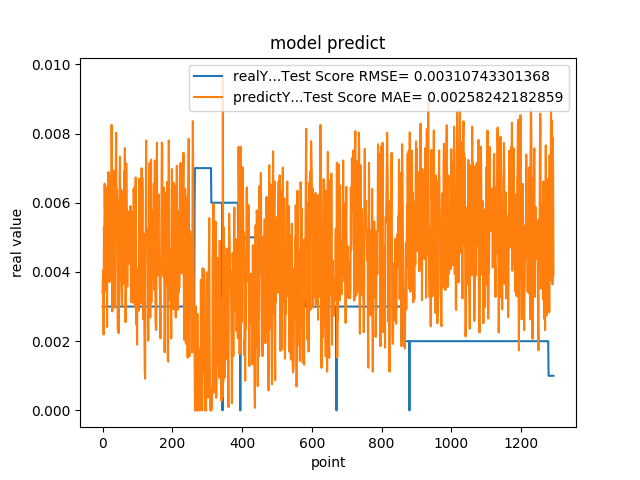 model predict
realY...Test Score RMSE= 0.00310743301368
predictY...Test Score MAE= 0.00258242182859
real value
0.010
0.008
0.006
0.004
0.002
0.000
0 200 400 600 800 1000 1200
point